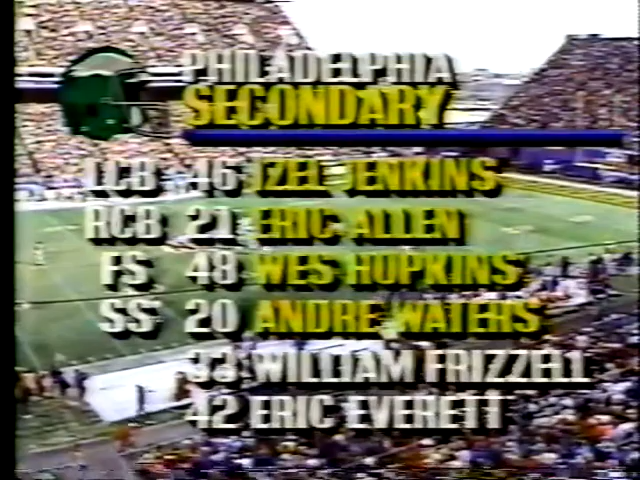 PHILADELPHIA
SECONDARY
LCB 46 IZEL JENKINS
RCB 21 ERIC ALLEN
FS 48 WES HOPKINS
SS 20 ANDRE WATERS
33 WILLIAM FRIZZELL
42 ERIC EVERETT